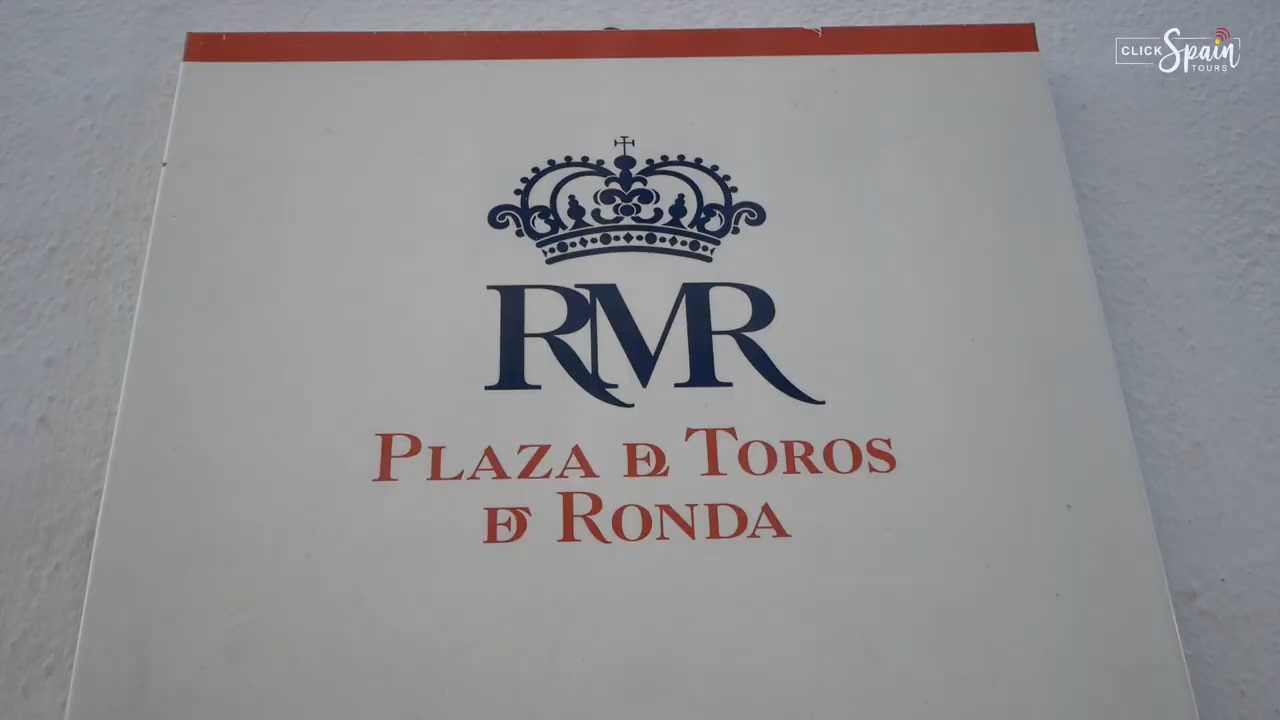 CLICK Spain
TOURS
RMR
PLAZA DE TOROS
DE RONDA